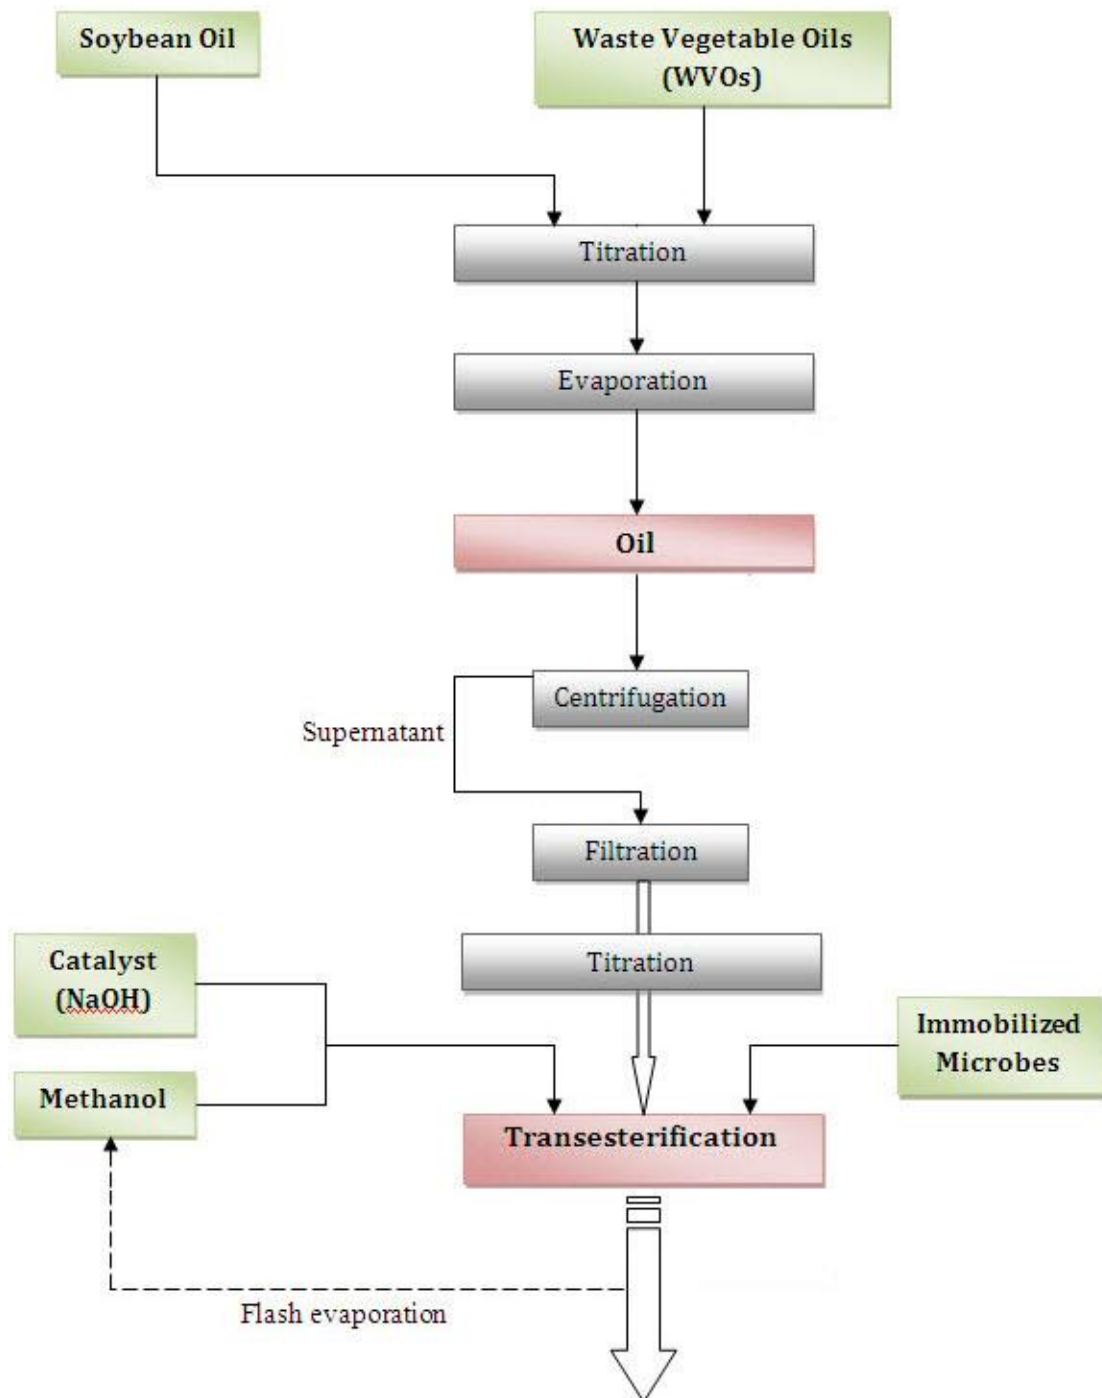 Soybean Oil
Waste Vegetable Oils
(WVOs)
Titration
Evaporation
Oil
Centrifugation
Supernatant
Filtration
Titration
Catalyst
(NaOH)
Immobilized
Microbes
Methanol
Transesterification
Flash evaporation